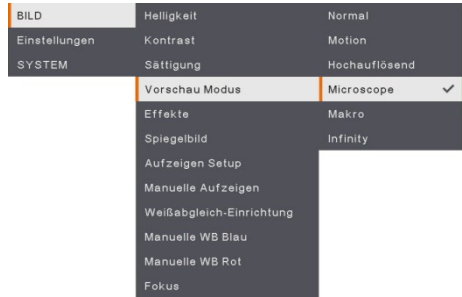 BILD
Einstellungen
SYSTEM
Helligkeit
Kontrast
Sättigung
Vorschau Modus
Effekte
Spiegelbild
Aufzeigen Setup
Manuelle Aufzeigen
Weißabgleich-Einrichtung
Manuelle WB Blau
Manuelle WB Rot
Fokus
Normal
Motion
Hochauflösend
Microscope
Makro
Infinity